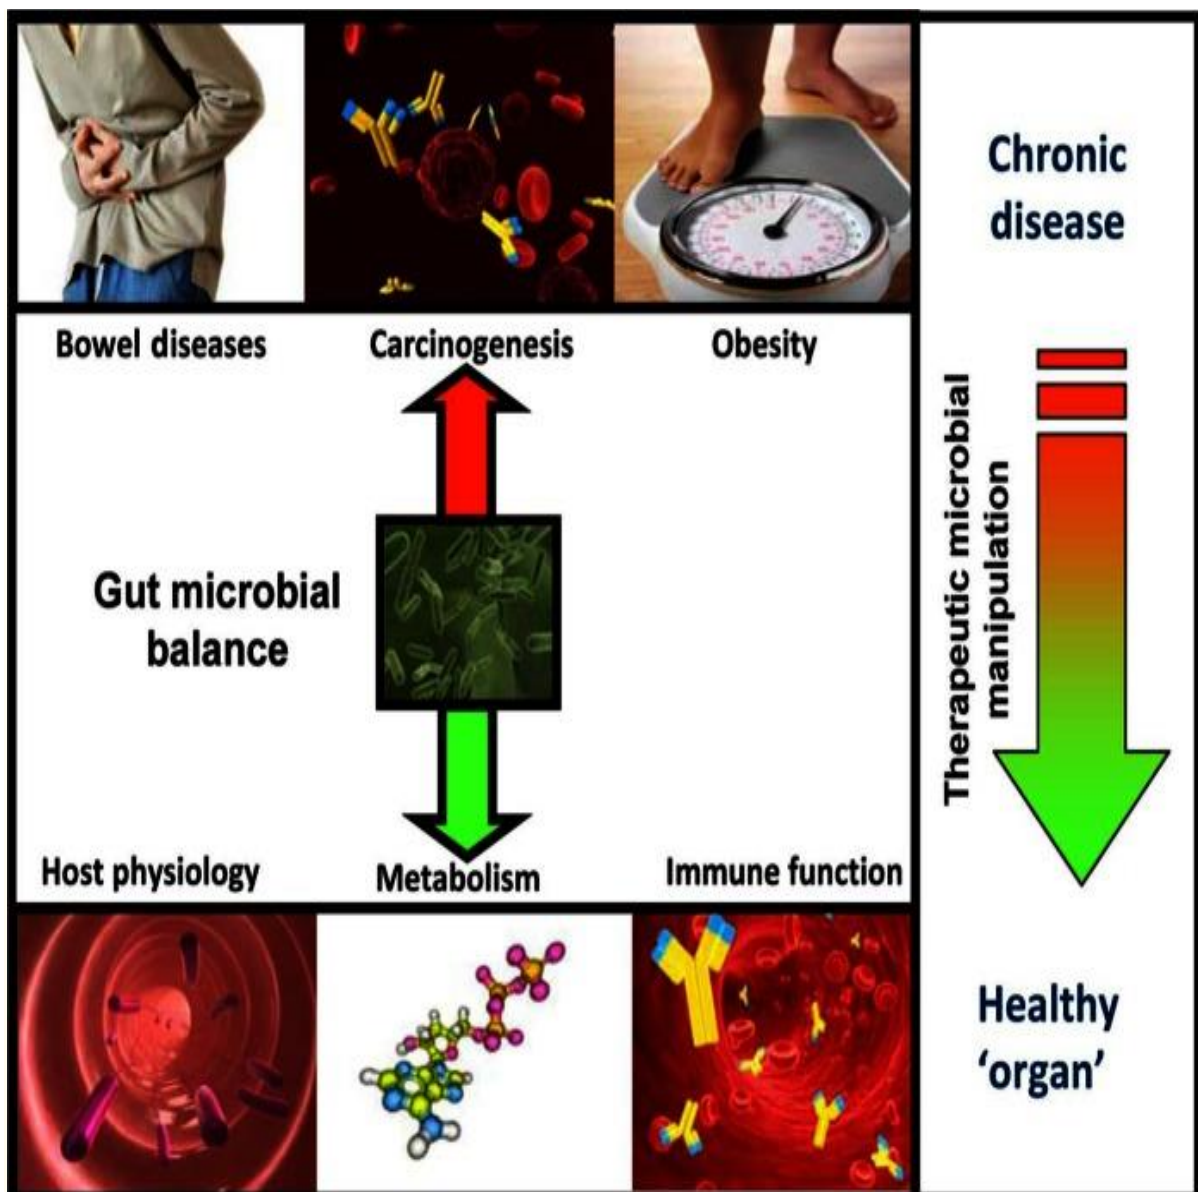 Chronic
disease
Bowel diseases
Carcinogenesis
Obesity
Therapeutic microbial
manipulation
Gut microbial
balance
Host physiology
Metabolism
Immune function
Healthy
‘organ’